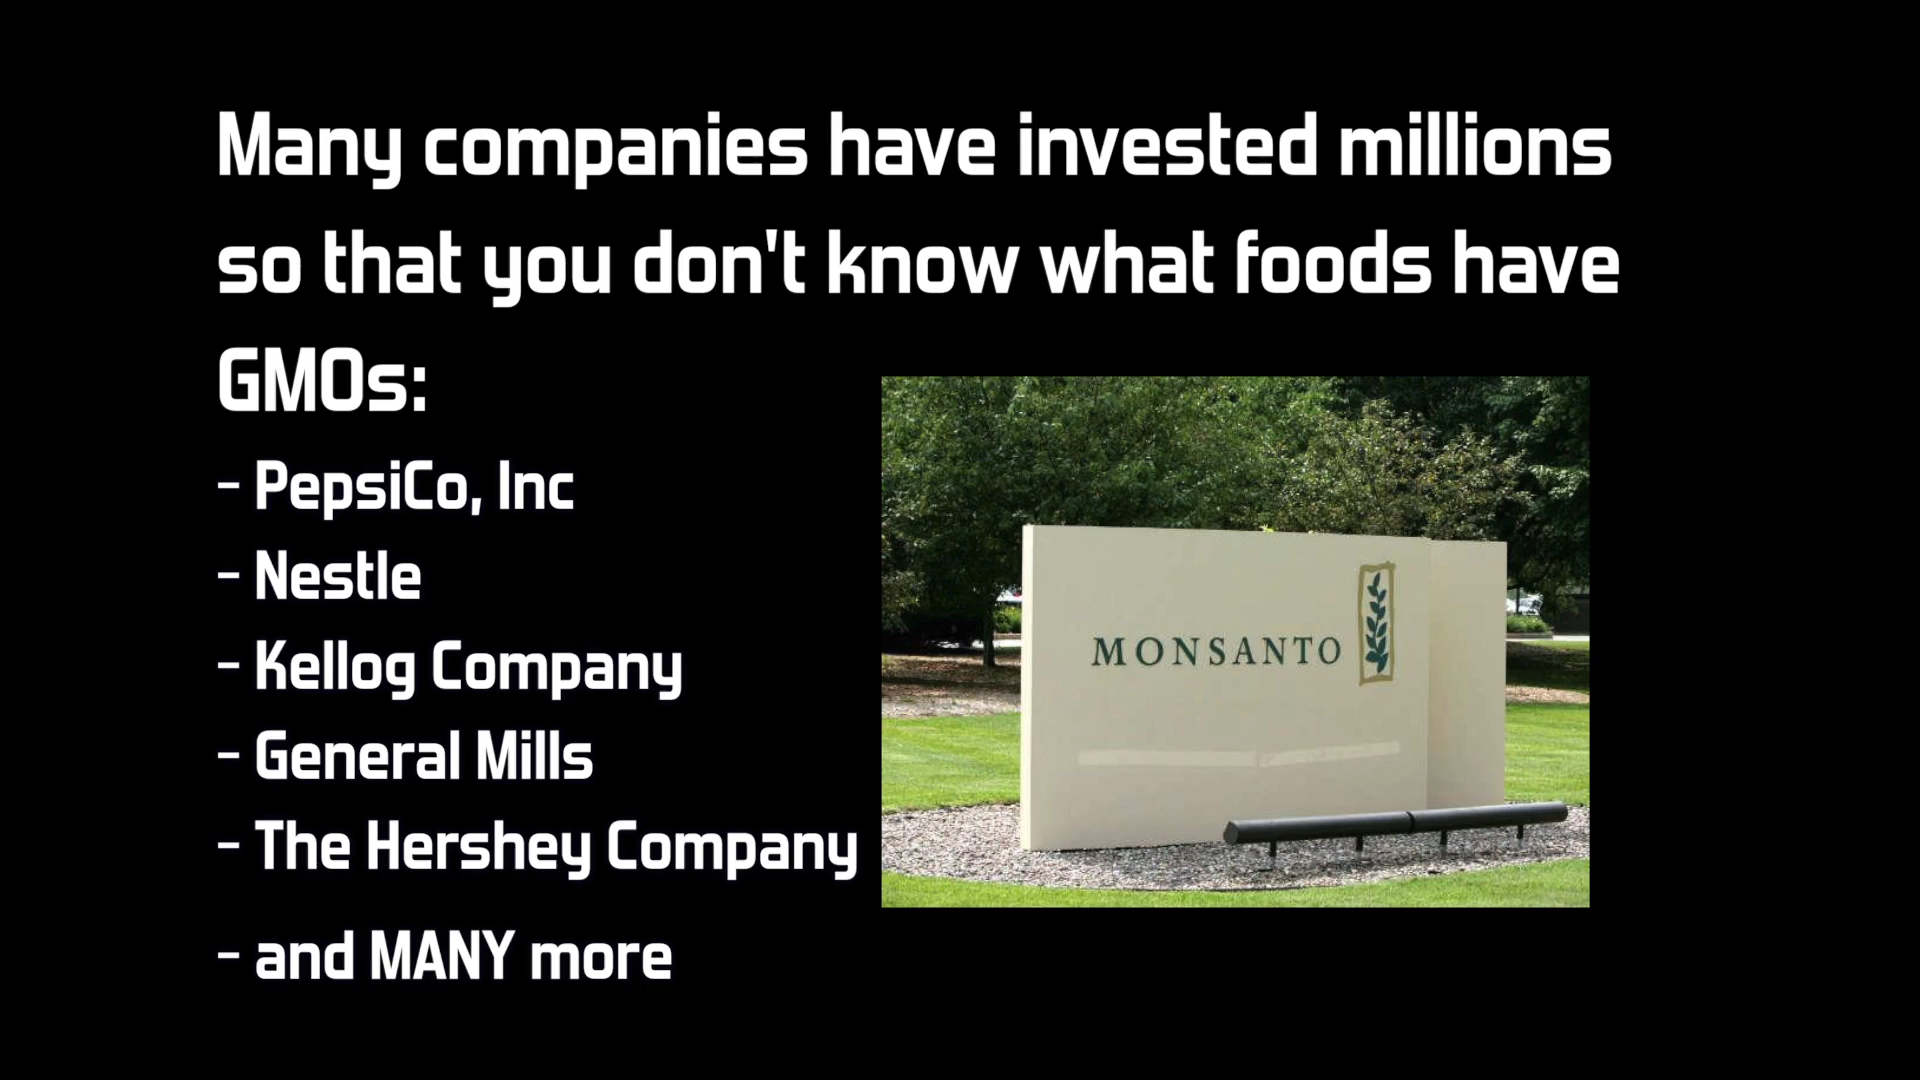 Many companies have invested millions
so that you don't know what foods have
GMOs:
- PepsiCo, Inc
- Nestle
- Kellog Company
- General Mills
- The Hershey Company
- and MANY more
MONSANTO